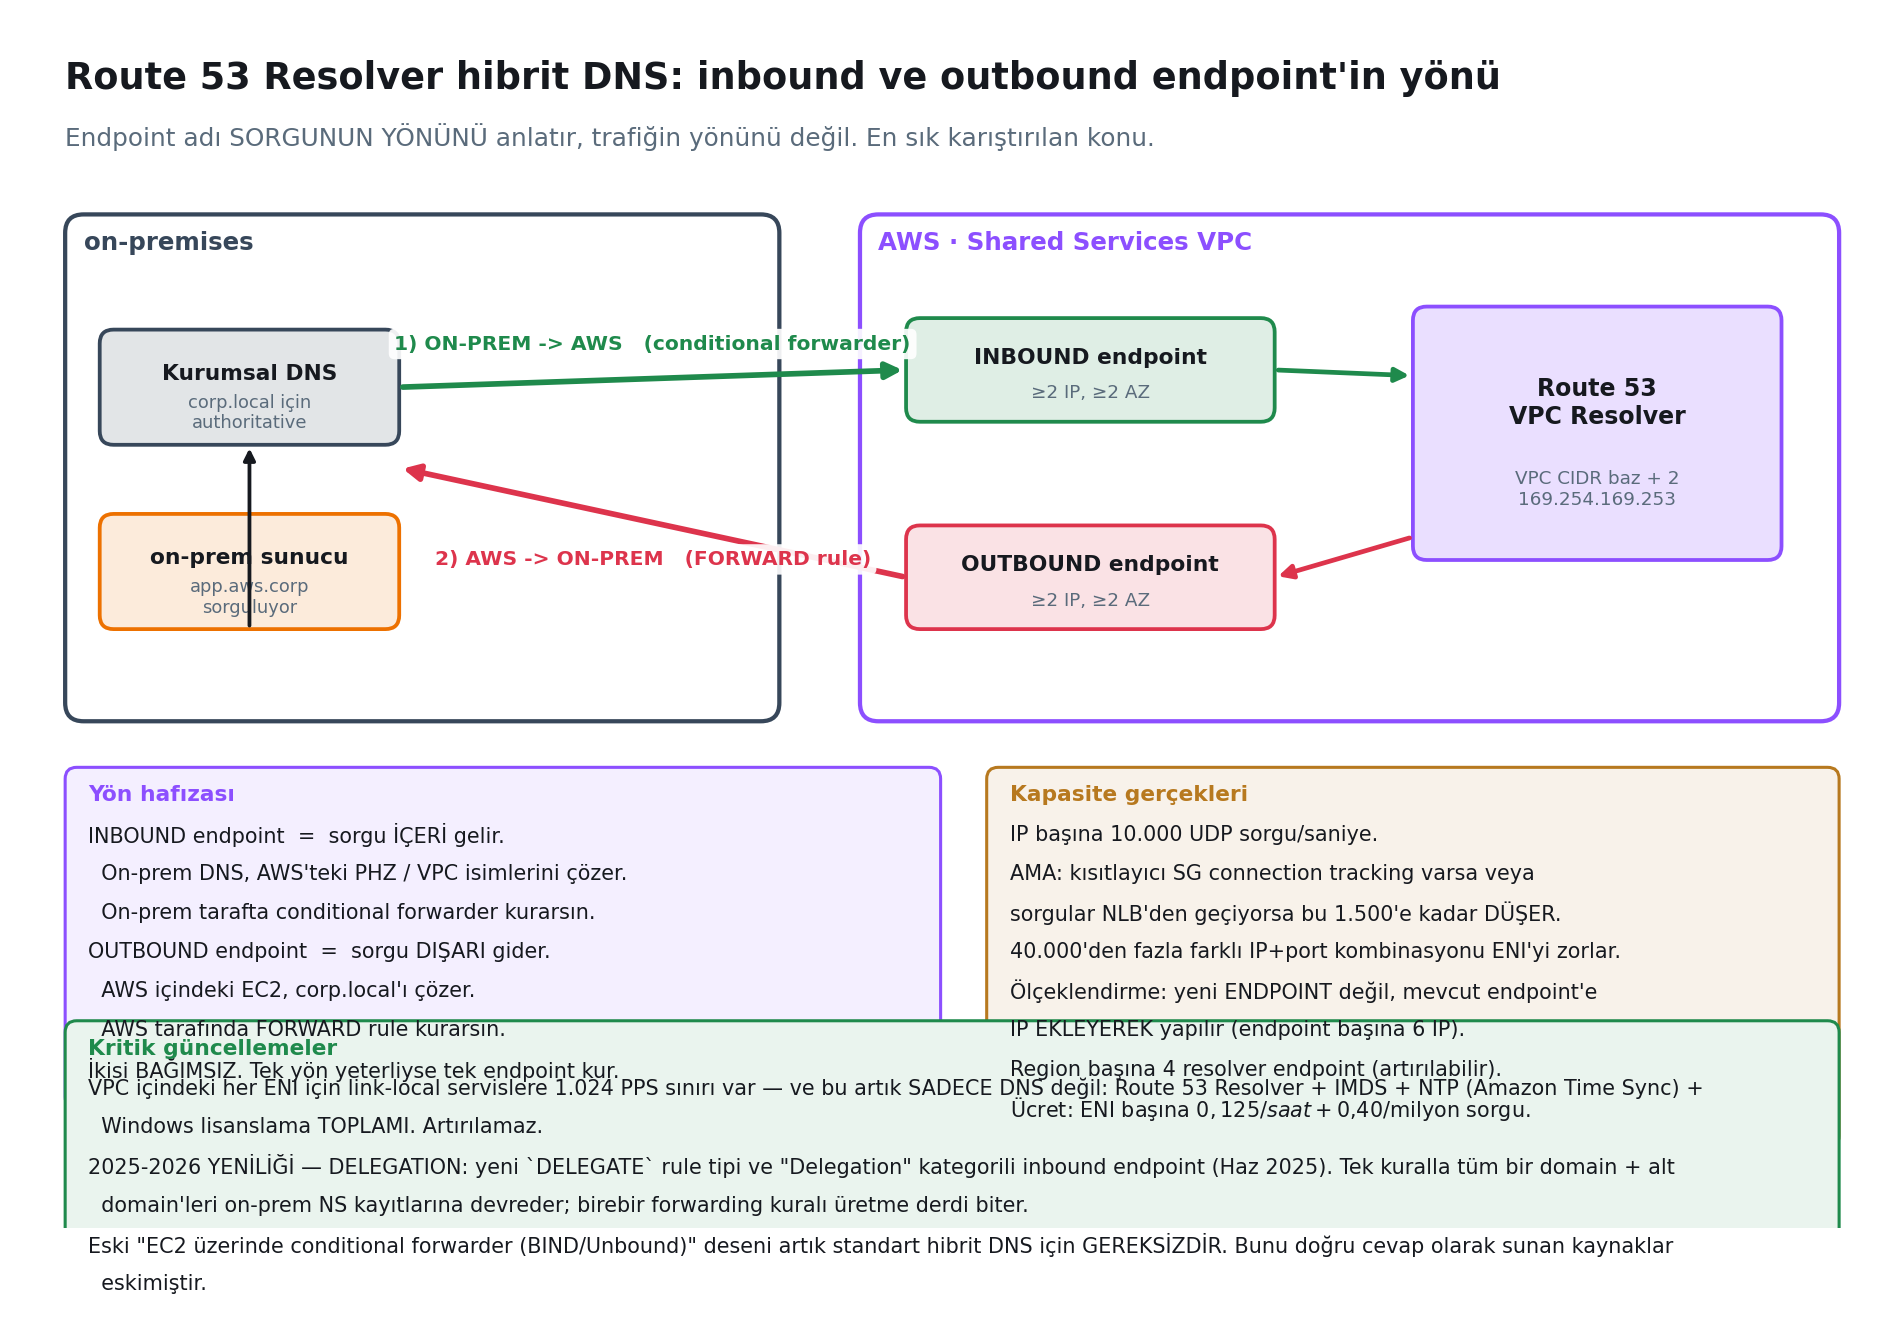 Route 53 Resolver hibrit DNS: inbound ve outbound endpoint'in yönü
Endpoint adı SORGUNUN YÖNÜNÜ anlatır, trafiğin yönünü değil. En sık karıştırılan konu.
on-premises
Kurumsal DNS
corp.local için
authoritative
on-prem sunucu
app.aws.corp
sorguluyor
1) ON-PREM -> AWS   (conditional forwarder)
2) AWS -> ON-PREM   (FORWARD rule)
AWS · Shared Services VPC
INBOUND endpoint
≥2 IP, ≥2 AZ
OUTBOUND endpoint
≥2 IP, ≥2 AZ
Route 53
VPC Resolver
VPC CIDR baz + 2
169.254.169.253
Yön hafızası
INBOUND endpoint  =  sorgu İÇERİ gelir.
On-prem DNS, AWS'teki PHZ / VPC isimlerini çözer.
On-prem tarafta conditional forwarder kurarsın.
OUTBOUND endpoint  =  sorgu DIŞARI gider.
AWS içindeki EC2, corp.local'ı çözer.
AWS tarafında FORWARD rule kurarsın.
İkisi BAĞIMSIZ. Tek yön yeterliyse tek endpoint kur.
Kapasite gerçekleri
IP başına 10.000 UDP sorgu/saniye.
AMA: kısıtlayıcı SG connection tracking varsa veya
sorgular NLB'den geçiyorsa bu 1.500'e kadar DÜŞER.
40.000'den fazla farklı IP+port kombinasyonu ENI'yi zorlar.
Ölçeklendirme: yeni ENDPOINT değil, mevcut endpoint'e
IP EKLEYEREK yapılır (endpoint başına 6 IP).
Region başına 4 resolver endpoint (artırılabilir).
Ücret: ENI başına 0,125/saat+0,40/milyon sorgu.
Kritik güncellemeler
VPC içindeki her ENI için link-local servislere 1.024 PPS sınırı var — ve bu artık SADECE DNS değil: Route 53 Resolver + IMDS + NTP (Amazon Time Sync) +
Windows lisanslama TOPLAMI. Artırılamaz.
2025-2026 YENİLİĞİ — DELEGATION: yeni `DELEGATE` rule tipi ve "Delegation" kategorili inbound endpoint (Haz 2025). Tek kuralla tüm bir domain + alt
domain'leri on-prem NS kayıtlarına devreder; birebir forwarding kuralı üretme derdi biter.
Eski "EC2 üzerinde conditional forwarder (BIND/Unbound)" deseni artık standart hibrit DNS için GEREKSİZDİR. Bunu doğru cevap olarak sunan kaynaklar
eskimiştir.